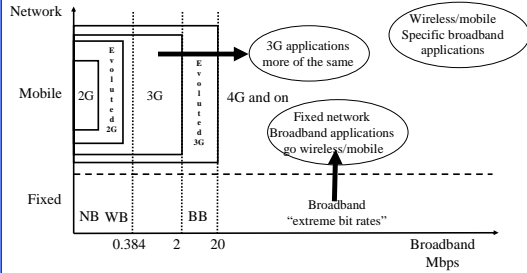 Network
Mobile
Fixed
2G
Evoluted
2G
3G
Evoluted
3G
4G and on
3G applications
more of the same
Wireless/mobile
Specific broadband
applications
Fixed network
Broadband applications
go wireless/mobile
Broadband
“extreme bit rates”
NB WB BB
0.384 2 20 Broadband
Mbps